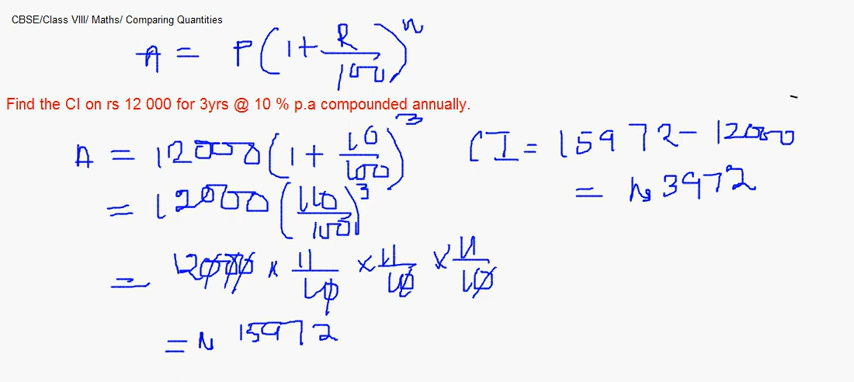 CBSE/Class VIII/ Maths/ Comparing Quantities
A = P(1+R/100)^n
Find the CI on rs 12 000 for 3yrs @ 10 % p.a compounded annually.
A = 12000(1 + 10/100)^3
= 12000(110/100)^3
= 12000 x 11/10 x 11/10 x 11/10
= Rs 15972
CI = 15972 - 12000
= Rs 3972